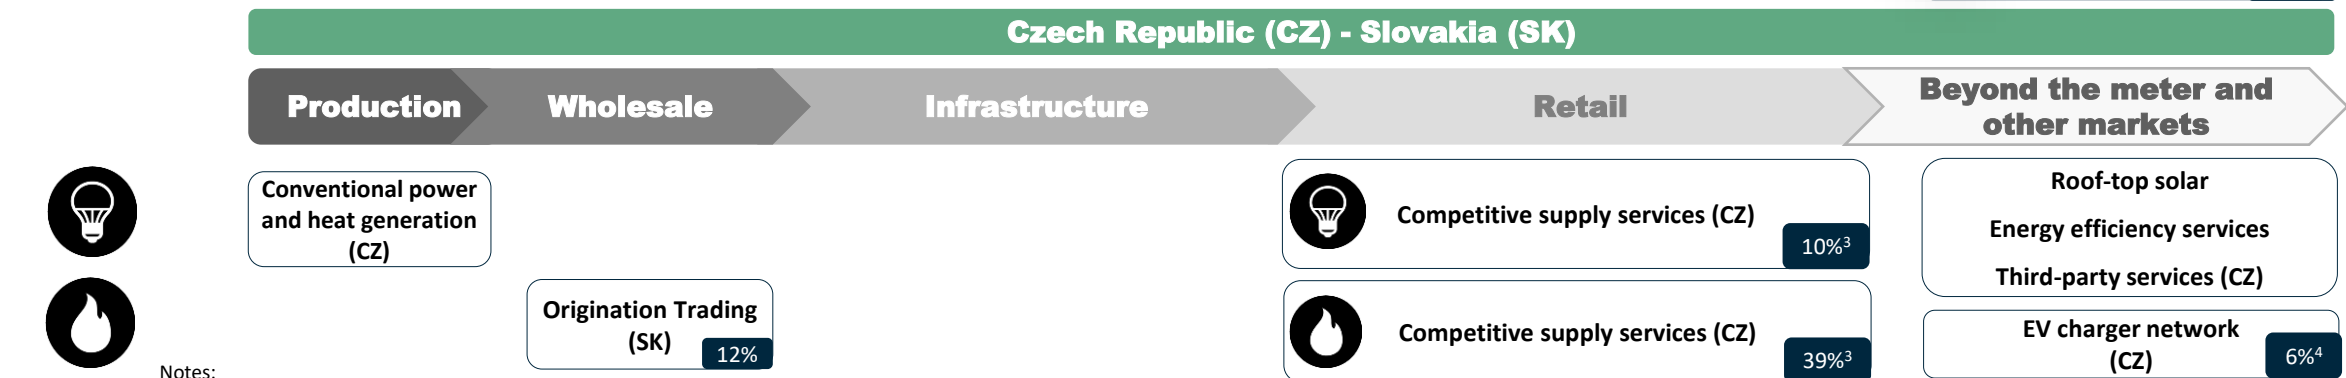 Czech Republic (CZ) - Slovakia (SK)
Production
Wholesale
Infrastructure
Retail
Beyond the meter and
other markets
Conventional power
and heat generation
(CZ)
Competitive supply services (CZ)
10%³
Roof-top solar
Energy efficiency services
Third-party services (CZ)
Origination Trading
(SK)
12%
Competitive supply services (CZ)
39%³
EV charger network
(CZ)
6%⁴
Notes: